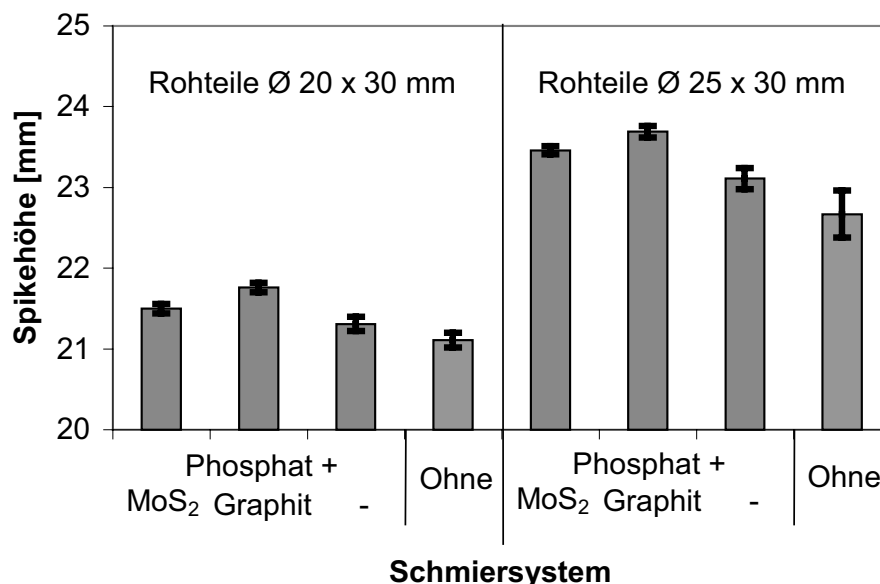 25
24
23
22
21
20
Spikehöhe [mm]
Rohteile Ø 20 x 30 mm
Rohteile Ø 25 x 30 mm
Phosphat +
MoS₂ Graphit -
Ohne
Phosphat +
MoS₂ Graphit -
Ohne
Schmiersystem